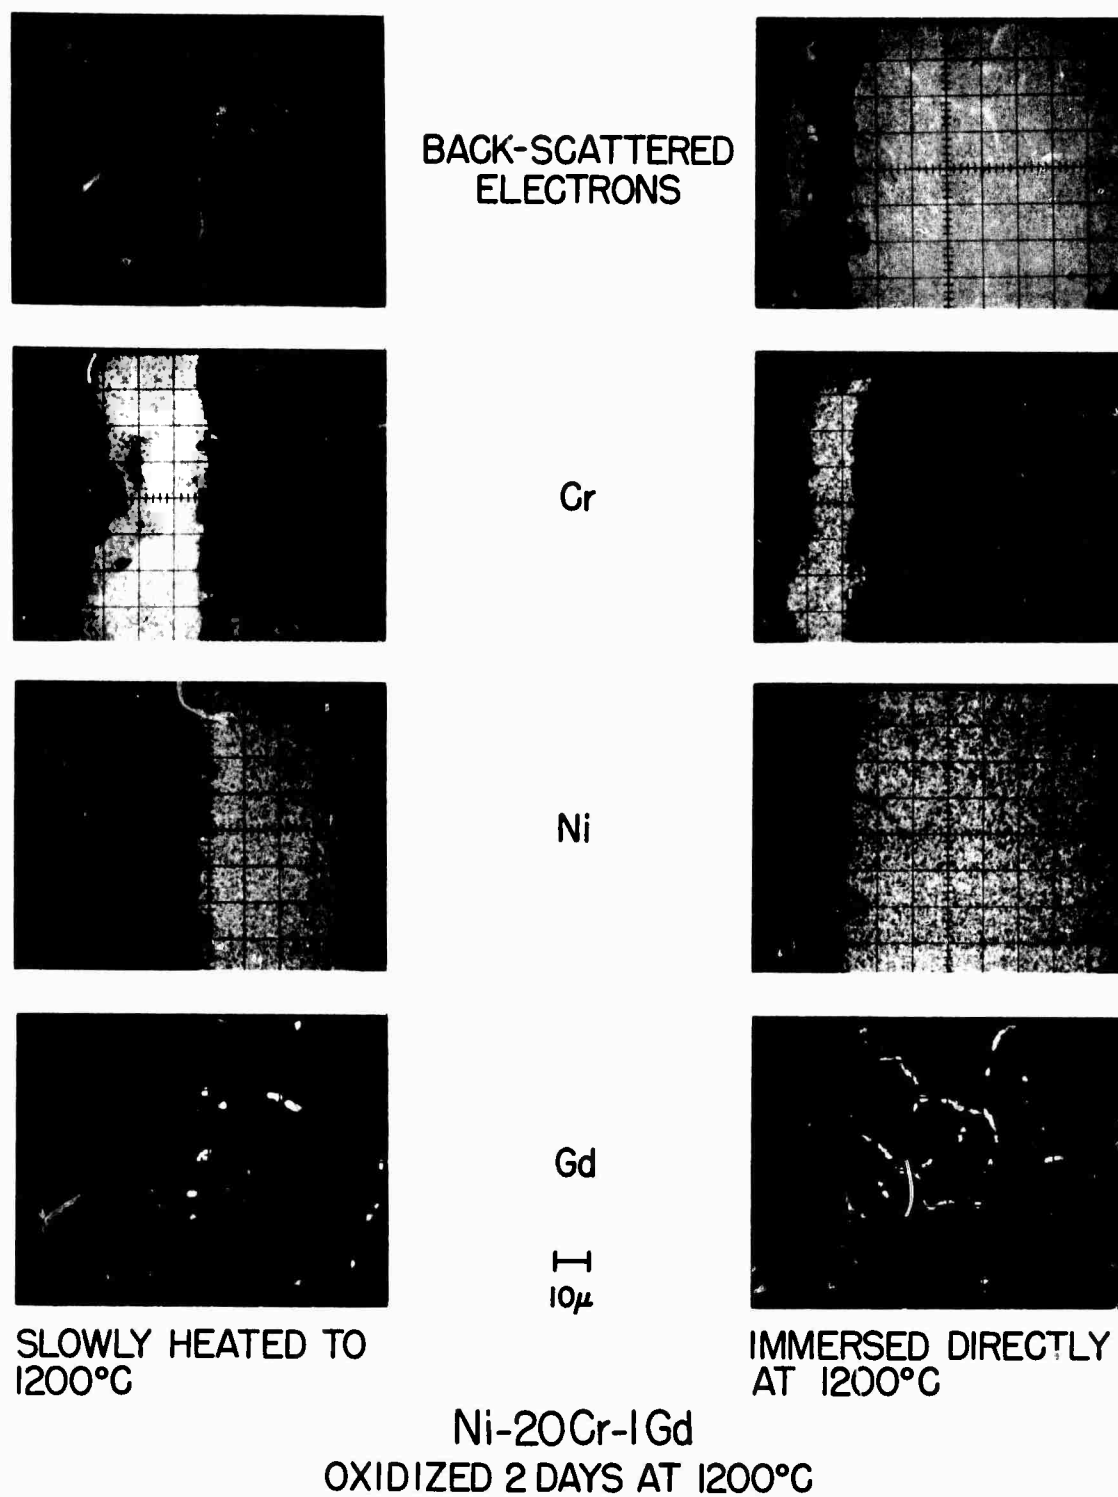 BACK-SCATTERED
ELECTRONS
Cr
Ni
Gd
10μ
SLOWLY HEATED TO
1200°C
IMMERSED DIRECTLY
AT 1200°C
Ni-20Cr-1Gd
OXIDIZED 2 DAYS AT 1200°C